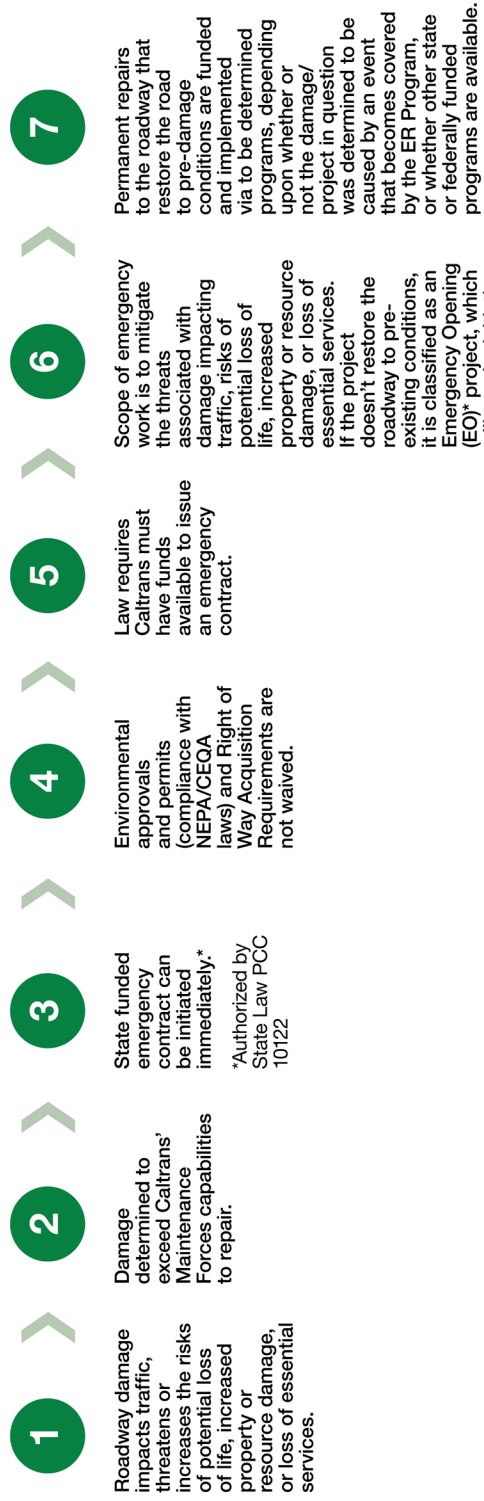 1
Roadway damage
impacts traffic,
threatens or
increases the risks
of potential loss
of life, increased
property or
resource damage,
or loss of essential
services.
2
Damage
determined to
exceed Caltrans’
Maintenance
Forces capabilities
to repair.
3
State funded
emergency
contract can
be initiated
immediately.*
*Authorized by
State Law PCC
10122
4
Environmental
approvals
and permits
(compliance with
NEPA/CEQA
laws) and Right of
Way Acquisition
Requirements are
not waived.
5
Law requires
Caltrans must
have funds
available to issue
an emergency
contract.
6
Scope of emergency
work is to mitigate
the threats
associated with
damage impacting
traffic, risks of
potential loss of
life, increased
property or resource
damage, or loss of
essential services.
If the project
doesn’t restore the
roadway to pre-
existing conditions,
it is classified as an
Emergency Opening
(EO)* project, which
7
Permanent repairs
to the roadway that
restore the road
to pre-damage
conditions are funded
and implemented
via to be determined
programs, depending
upon whether or
not the damage/
project in question
was determined to be
caused by an event
that becomes covered
by the ER Program,
or whether other state
or federally funded
programs are available.